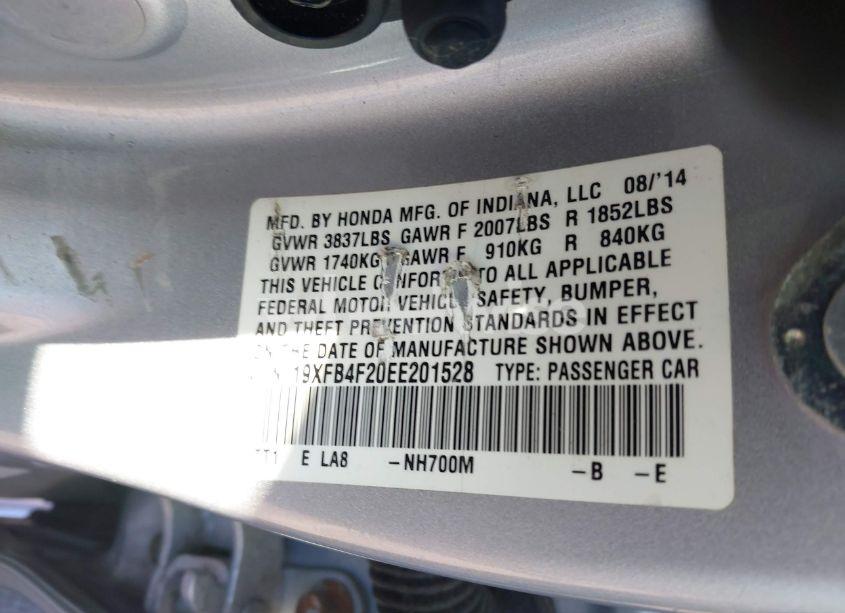 MFD. BY HONDA MFG. OF INDIANA, LLC 08/'14
GVWR 3837LBS GAWR F 2007LBS R 1852LBS
GVWR 1740KG GAWR F 910KG R 840KG
THIS VEHICLE CONFORMS TO ALL APPLICABLE
FEDERAL MOTOR VEHICLE SAFETY, BUMPER,
AND THEFT PREVENTION STANDARDS IN EFFECT
ON THE DATE OF MANUFACTURE SHOWN ABOVE.
19XFB4F20EE201528 TYPE: PASSENGER CAR
TT1 E LA8 -NH700M -B -E